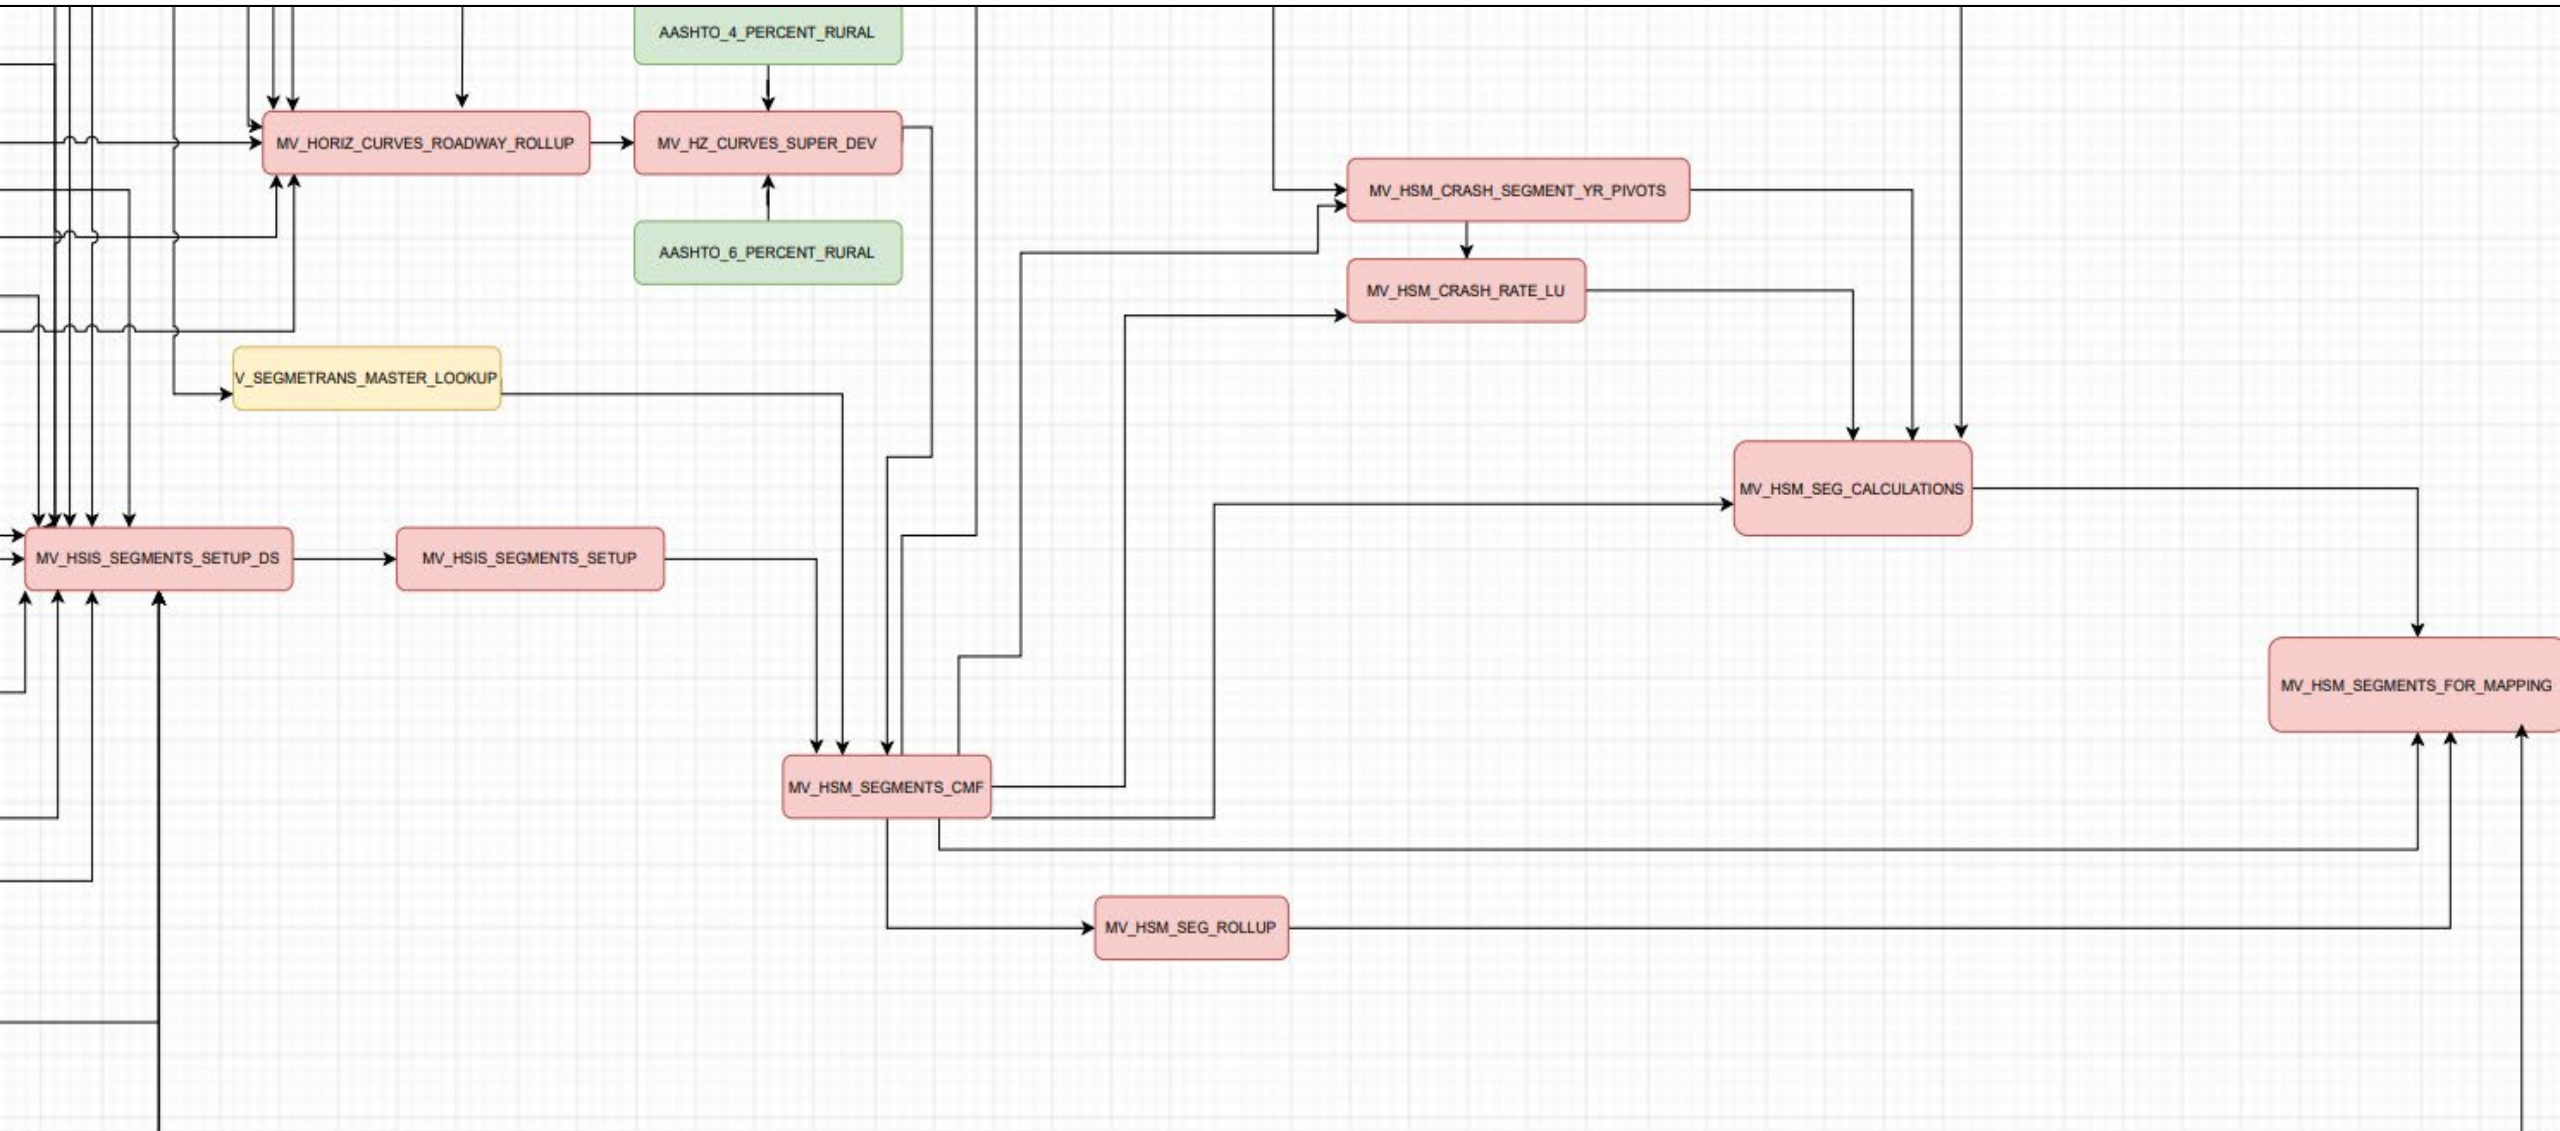 AASHTO_4_PERCENT_RURAL
MV_HORIZ_CURVES_ROADWAY_ROLLUP
MV_HZ_CURVES_SUPER_DEV
MV_HSM_CRASH_SEGMENT_YR_PIVOTS
AASHTO_6_PERCENT_RURAL
MV_HSM_CRASH_RATE_LU
V_SEGMETRANS_MASTER_LOOKUP
MV_HSM_SEG_CALCULATIONS
MV_HSIS_SEGMENTS_SETUP_DS
MV_HSIS_SEGMENTS_SETUP
MV_HSM_SEGMENTS_FOR_MAPPING
MV_HSM_SEGMENTS_CMF
MV_HSM_SEG_ROLLUP